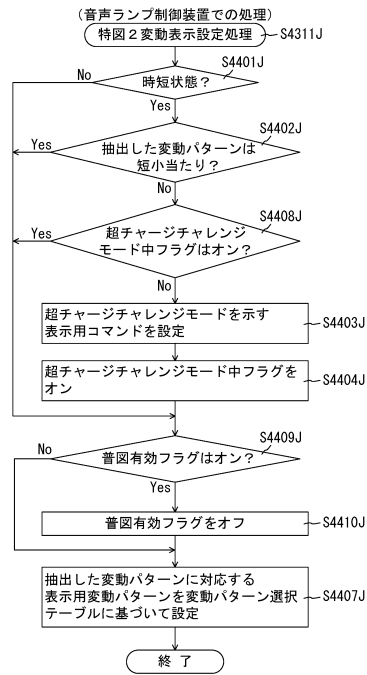 （音声ランプ制御装置での処理）
特図２変動表示設定処理
S4311J
S4401J
時短状態？
No
Yes
S4402J
抽出した変動パターンは
短小当たり？
Yes
No
S4408J
超チャージチャレンジ
モード中フラグはオン？
Yes
No
超チャージチャレンジモードを示す
表示用コマンドを設定
S4403J
超チャージチャレンジモード中フラグを
オン
S4404J
S4409J
普図有効フラグはオン？
No
Yes
普図有効フラグをオフ
S4410J
抽出した変動パターンに対応する
表示用変動パターンを変動パターン選択
テーブルに基づいて設定
S4407J
終 了